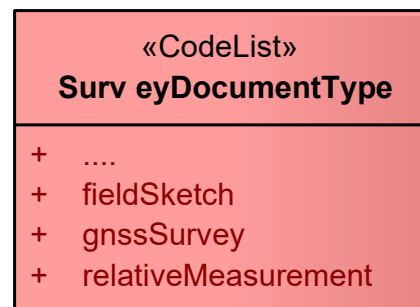 «CodeList»
Surv eyDocumentType
+ ....
+ fieldSketch
+ gnssSurvey
+ relativeMeasurement